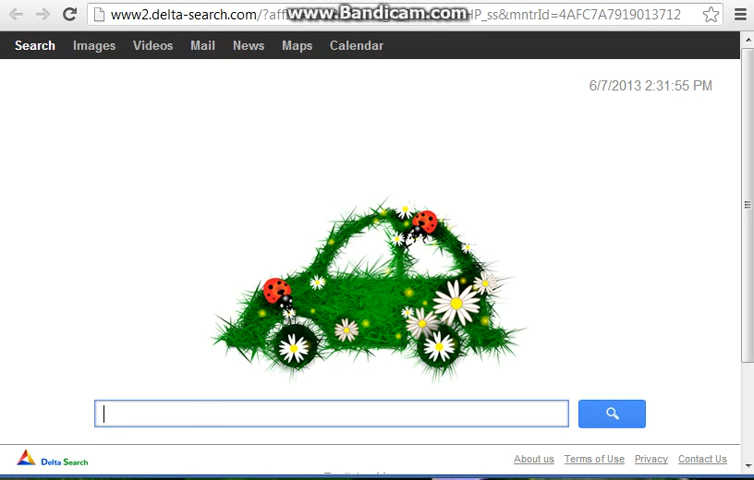 www2.delta-search.com/?aff
www.Bandicam.com
HP_ss&mntrId=4AFC7A7919013712
Search Images Videos Mail News Maps Calendar
6/7/2013 2:31:55 PM
Delta Search
About us Terms of Use Privacy Contact Us